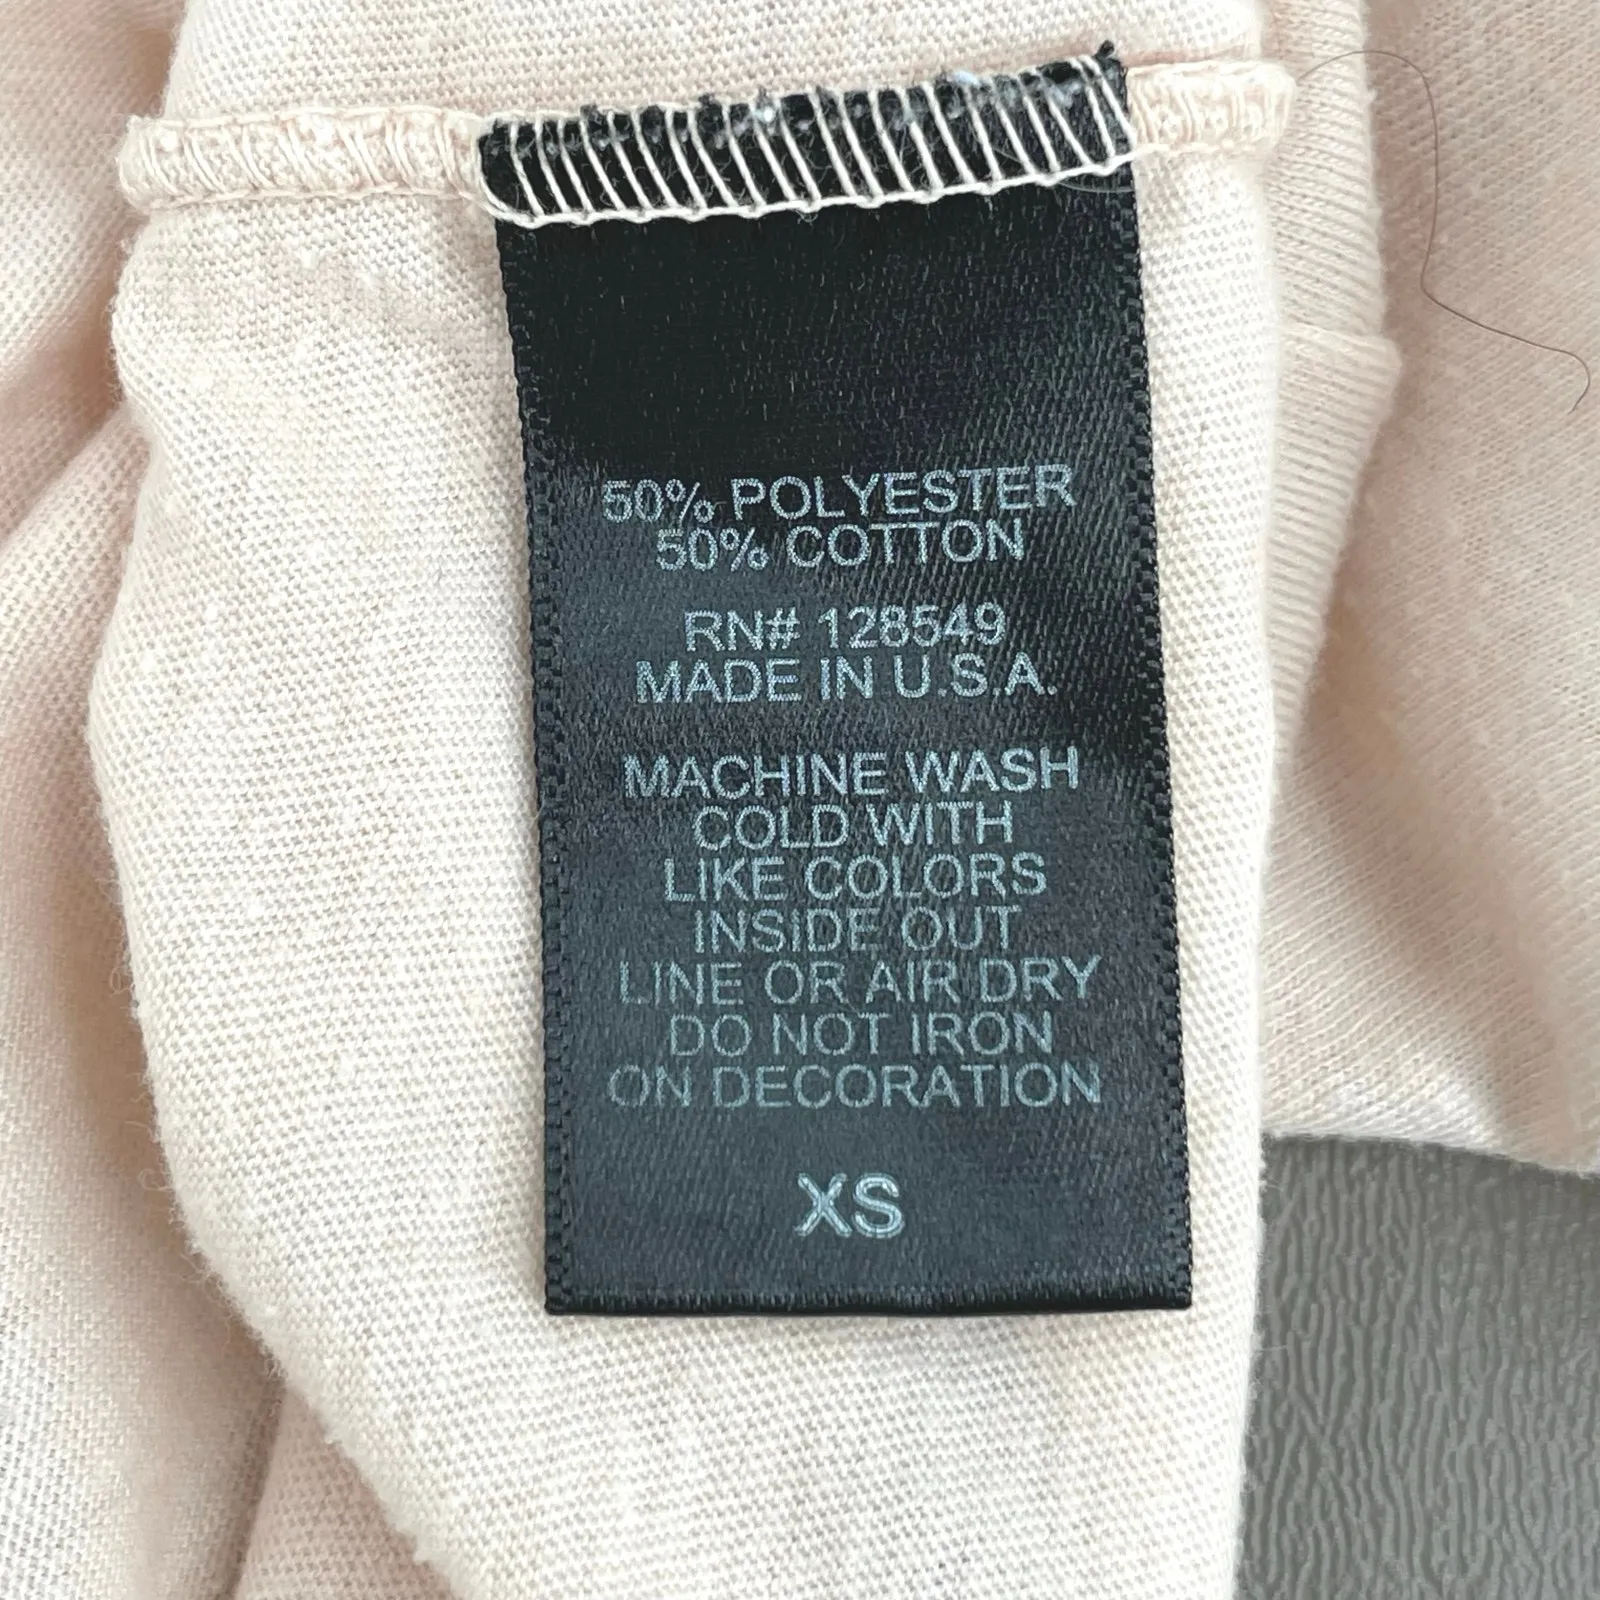 50% POLYESTER
50% COTTON
RN# 128549
MADE IN U.S.A.
MACHINE WASH
COLD WITH
LIKE COLORS
INSIDE OUT
LINE OR AIR DRY
DO NOT IRON
ON DECORATION
XS